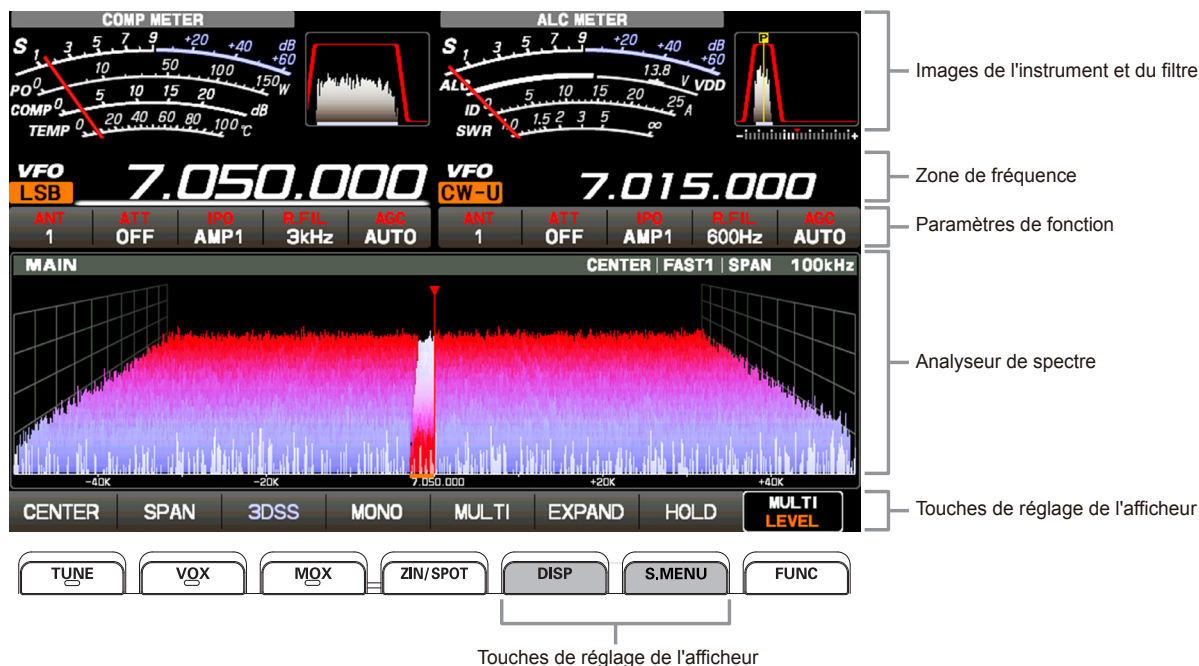 COMP METER
ALC METER
S 1 3 5 7 9 +20 +40 +60 dB
PO 0 10 50 100 150 W
COMP 0 5 10 15 20 dB
TEMP 0 20 40 60 80 100 °C
S 1 3 5 7 9 +20 +40 +60 dB
ALC 13.8 V VDD
ID 0 5 10 15 20 25 A
SWR 1.0 1.5 2 3 5 ∞
P
- +
Images de l'instrument et du filtre
VFO
LSB
7.050.000
VFO
CW-U
7.015.000
Zone de fréquence
ANT ATT IPO R.FIL AGC
1 OFF AMP1 3kHz AUTO
ANT ATT IPO R.FIL AGC
1 OFF AMP1 600Hz AUTO
Paramètres de fonction
MAIN
CENTER | FAST1 | SPAN 100kHz
Analyseur de spectre
-40K -20K 7.050.000 +20K +40K
CENTER SPAN 3DSS MONO MULTI EXPAND HOLD MULTI LEVEL
Touches de réglage de l'afficheur
TUNE VOX MOX ZIN/SPOT DISP S.MENU FUNC
Touches de réglage de l'afficheur